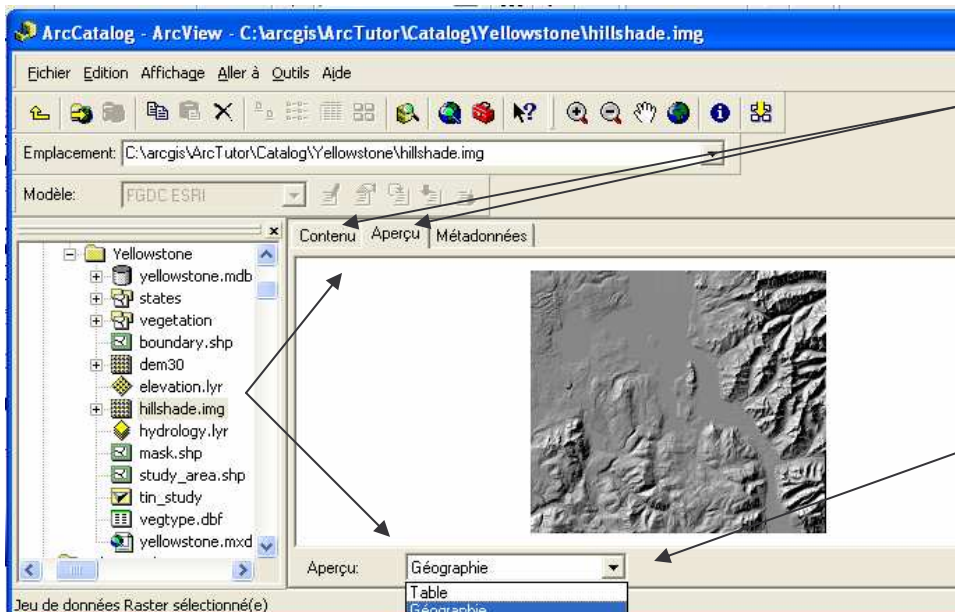 ArcCatalog - ArcView - C:\arcgis\ArcTutor\Catalog\Yellowstone\hillshade.img
Fichier Edition Affichage Aller à Outils Aide
Emplacement: C:\arcgis\ArcTutor\Catalog\Yellowstone\hillshade.img
Modèle: FGDC ESRI
Contenu Aperçu Métadonnées
Yellowstone
yellowstone.mdb
states
vegetation
boundary.shp
dem30
elevation.lyr
hillshade.img
hydrology.lyr
mask.shp
study_area.shp
tin_study
vegtype.dbf
yellowstone.mxd
Aperçu: Géographie
Table
Géographie
Jeu de données Raster sélectionné(e)